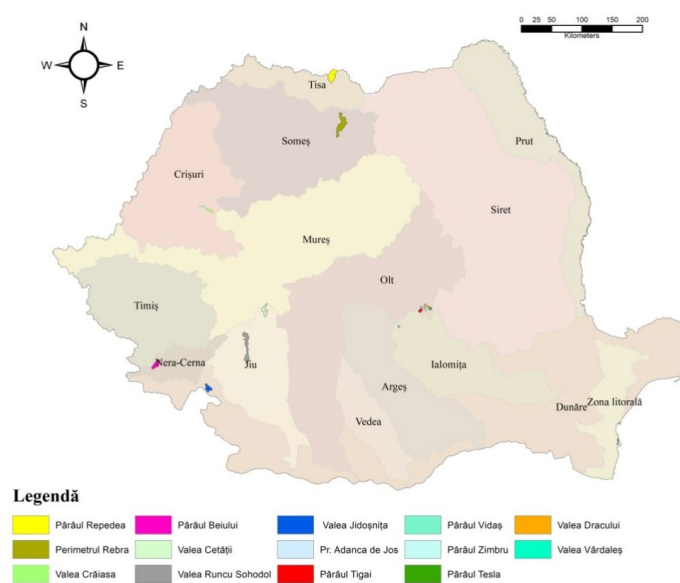 0 25 50 100 150 200
Kilometers
N
W E
S
Tisa
Someș
Prut
Crișuri
Siret
Mureș
Olt
Timiș
Nera-Cerna
Jiu
Ialomița
Argeș
Zona litorală
Dunăre
Vedea
Legendă
Pârâul Repedea Pârâul Beiului Valea Jidoșnița Pârâul Vidaș Valea Dracului
Perimetrul Rebra Valea Cetății Pr. Adanca de Jos Pârâul Zimbru Valea Vârdaleș
Valea Crăiasa Valea Runcu Sohodol Pârâul Tigai Pârâul Tesla